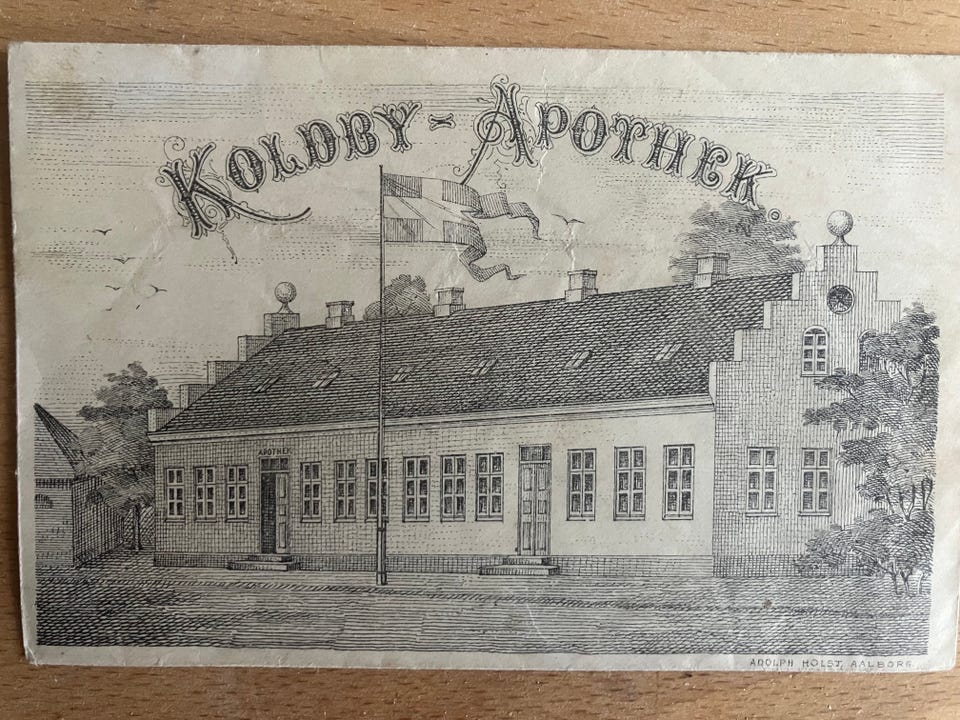 KOLDBY - APOTHEK.
APOTHEK
ADOLPH HOLST, AALBORG.